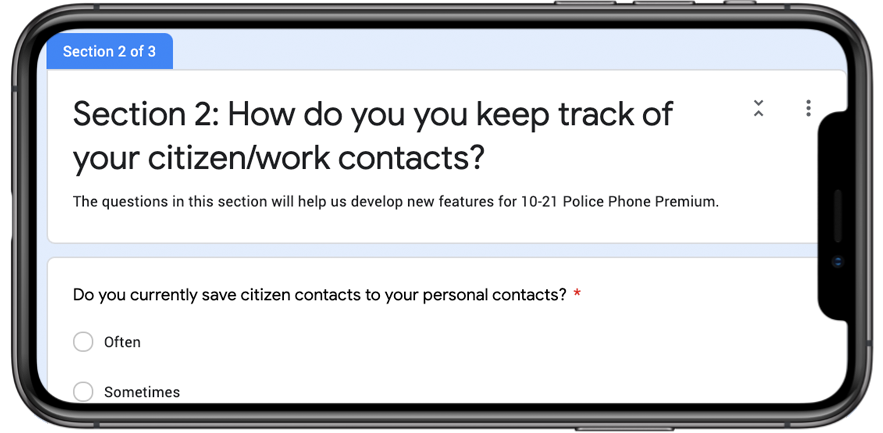 Section 2 of 3
Section 2: How do you you keep track of
your citizen/work contacts?
The questions in this section will help us develop new features for 10-21 Police Phone Premium.
Do you currently save citizen contacts to your personal contacts? *
Often
Sometimes